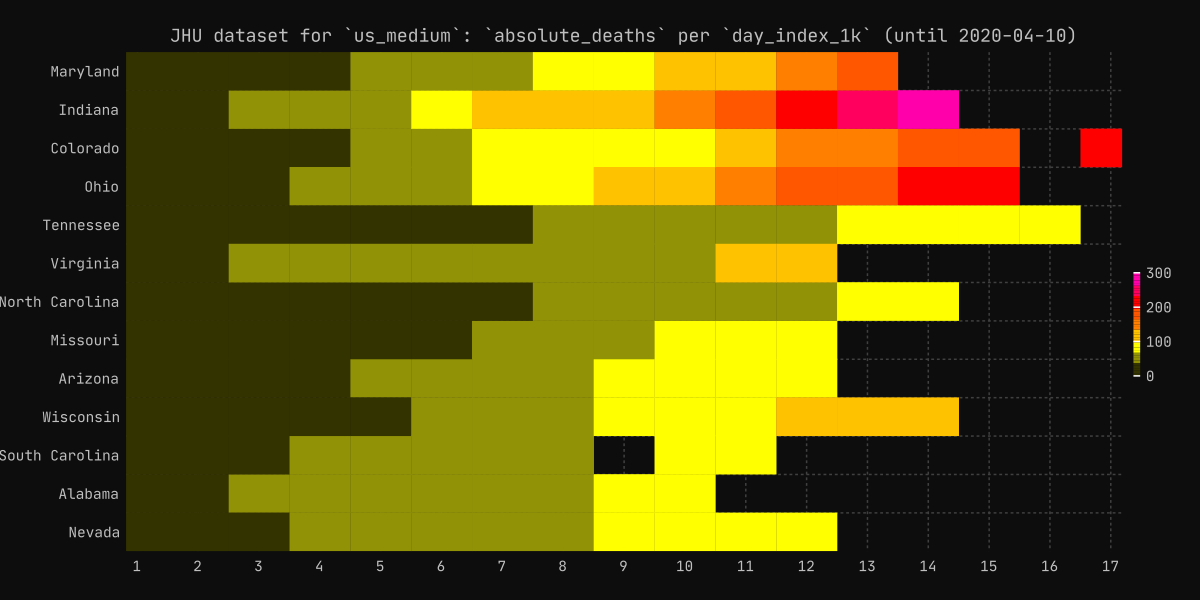 JHU dataset for `us_medium`: `absolute_deaths` per `day_index_1k` (until 2020-04-10)
Maryland
Indiana
Colorado
Ohio
Tennessee
Virginia
North Carolina
Missouri
Arizona
Wisconsin
South Carolina
Alabama
Nevada
300
200
100
0
1 2 3 4 5 6 7 8 9 10 11 12 13 14 15 16 17